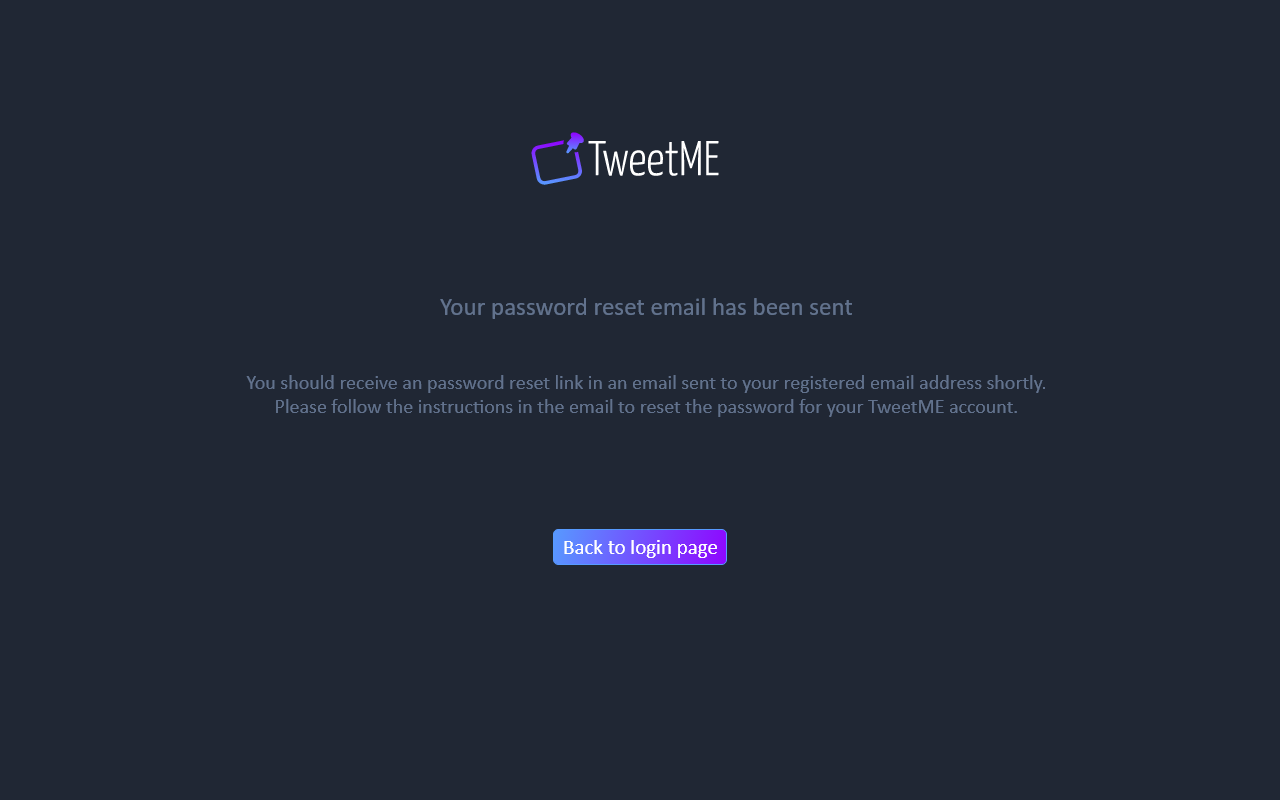 TweetME
Your password reset email has been sent
You should receive an password reset link in an email sent to your registered email address shortly.
Please follow the instructions in the email to reset the password for your TweetME account.
Back to login page